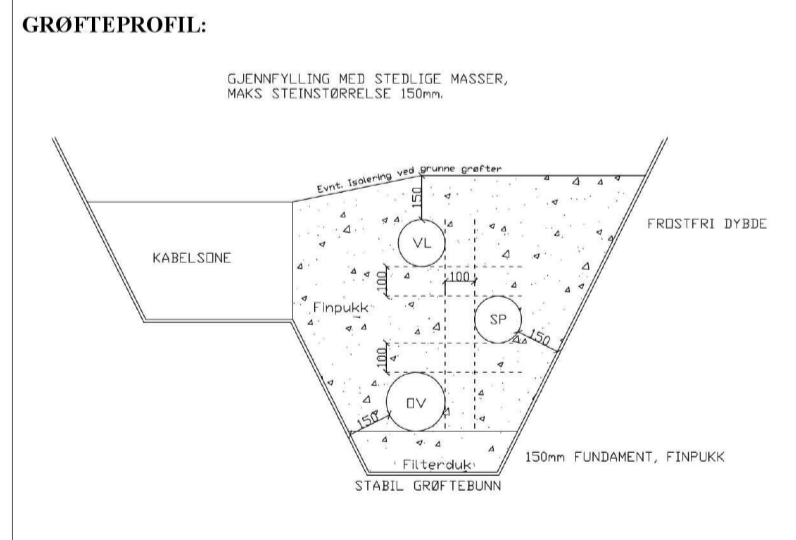 GRØFTEPROFIL:
GJENNFYLLING MED STEDLIGE MASSER,
MAKS STEINSTØRRELSE 150mm.
Evnt. Isolering ved grunne grøfter
150
FROSTFRI DYBDE
VL
KABELSONE
100
100
Finpukk
SP
150
100
OV
150
150mm FUNDAMENT, FINPUKK
Filterduk
STABIL GRØFTEBUNN